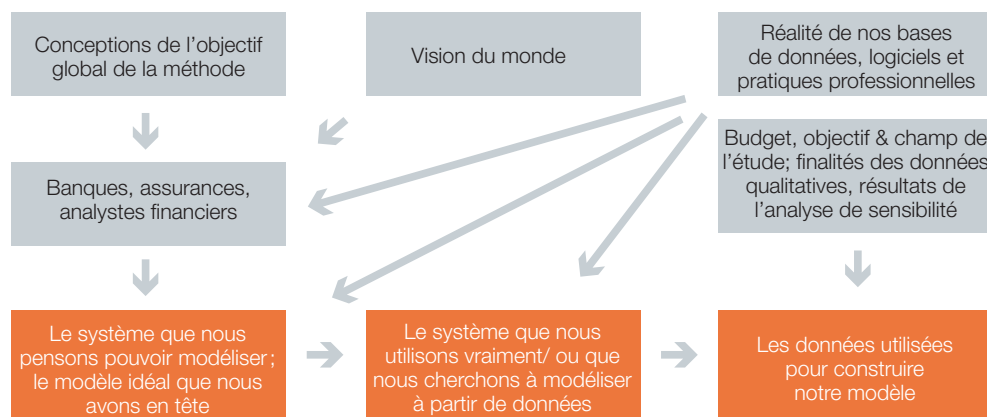 Conceptions de l'objectif
global de la méthode
Vision du monde
Réalité de nos bases
de données, logiciels et
pratiques professionnelles
Banques, assurances,
analystes financiers
Budget, objectif & champ de
l'étude; finalités des données
qualitatives, résultats de
l'analyse de sensibilité
Le système que nous
pensons pouvoir modéliser;
le modèle idéal que nous
avons en tête
Le système que nous
utilisons vraiment/ ou que
nous cherchons à modéliser
à partir de données
Les données utilisées
pour construire
notre modèle